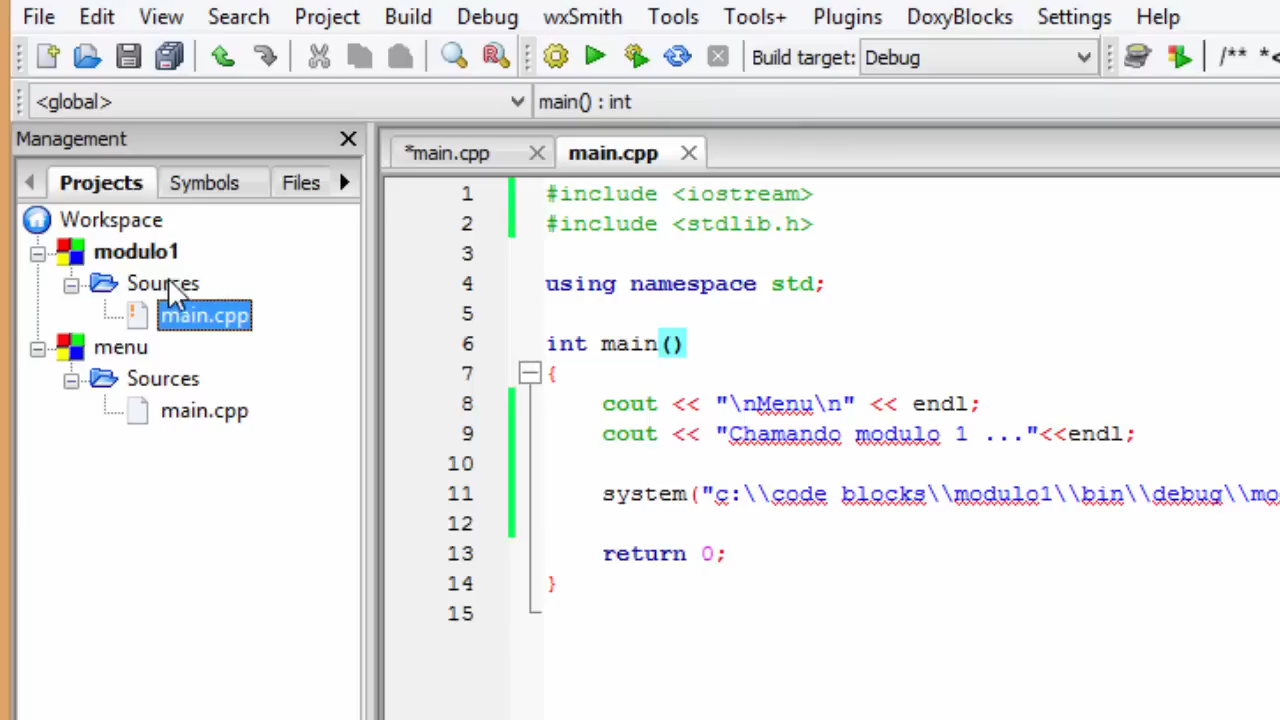 File Edit View Search Project Build Debug wxSmith Tools Tools+ Plugins DoxyBlocks Settings Help
Build target: Debug /** *<
<global> main() : int
Management
*main.cpp main.cpp
Projects Symbols Files
Workspace
modulo1
Sources
main.cpp
menu
Sources
main.cpp
1 #include <iostream>
2 #include <stdlib.h>
3
4 using namespace std;
5
6 int main()
7 {
8 cout << "\nMenu\n" << endl;
9 cout << "Chamando modulo 1 ..."<<endl;
10
11 system("c:\\code blocks\\modulo1\\bin\\debug\\mo
12
13 return 0;
14 }
15